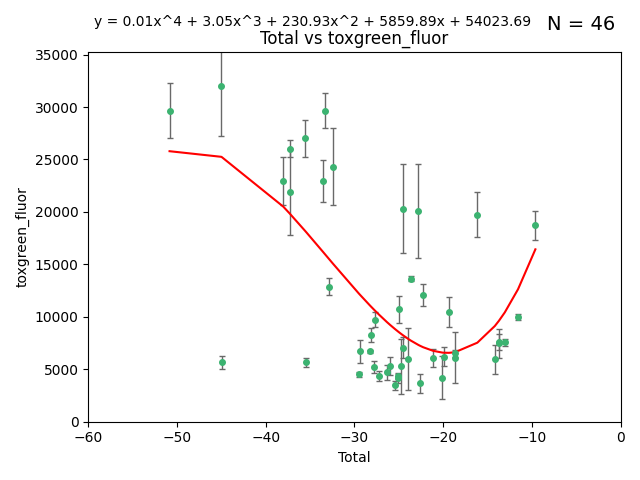 y = 0.01x^4 + 3.05x^3 + 230.93x^2 + 5859.89x + 54023.69
N = 46
Total vs toxgreen_fluor
35000
30000
25000
20000
15000
10000
5000
0
toxgreen_fluor
−60 −50 −40 −30 −20 −10 0
Total